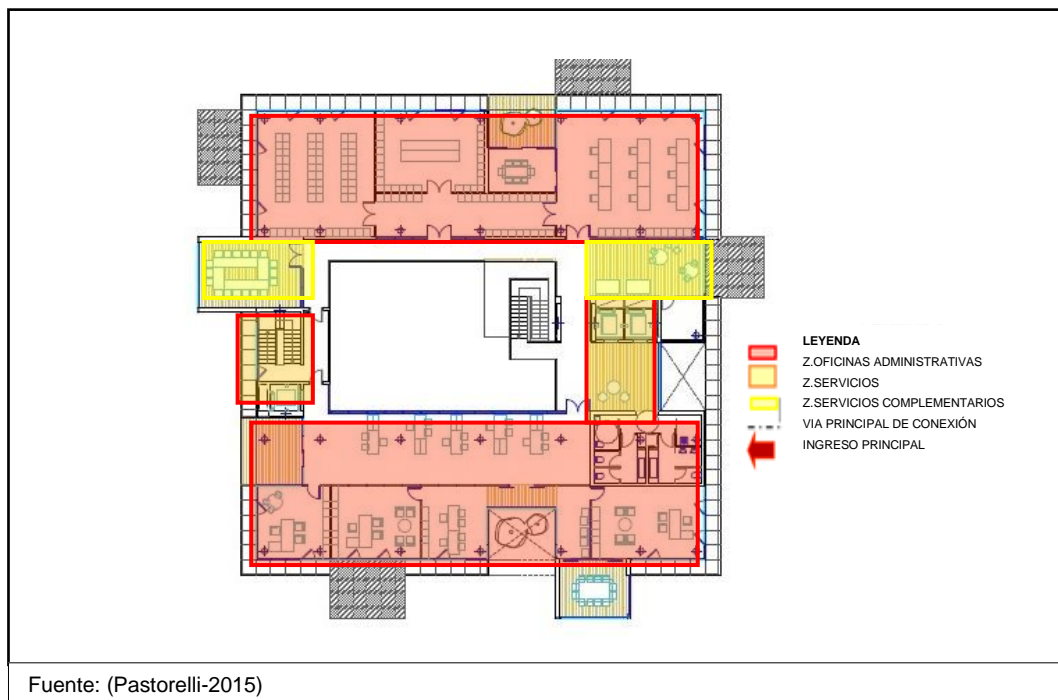 LEYENDA
Z.OFICINAS ADMINISTRATIVAS
Z.SERVICIOS
Z.SERVICIOS COMPLEMENTARIOS
VIA PRINCIPAL DE CONEXIÓN
INGRESO PRINCIPAL
Fuente: (Pastorelli-2015)